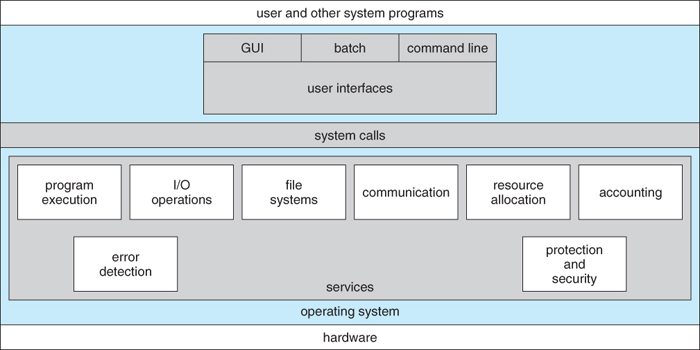 user and other system programs
GUI
batch
command line
user interfaces
system calls
program
execution
I/O
operations
file
systems
communication
resource
allocation
accounting
error
detection
protection
and
security
services
operating system
hardware